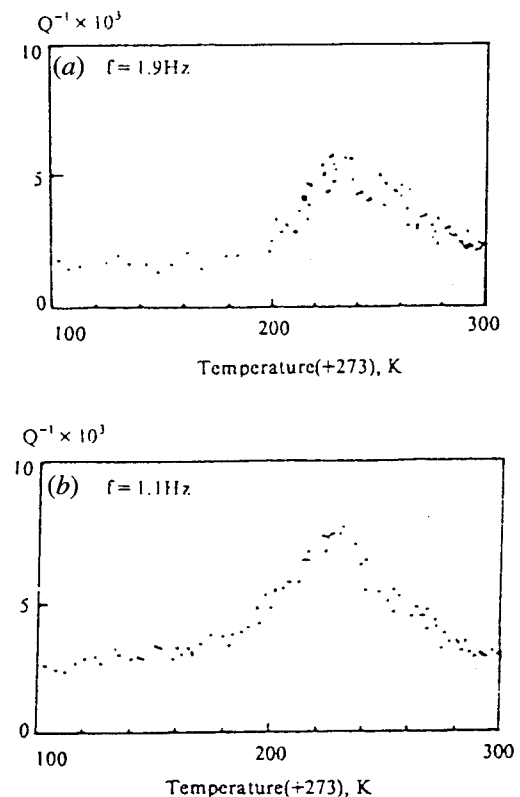 Q⁻¹ × 10³
10
(a) f = 1.9Hz
5
0
100 200 300
Temperature(+273), K
Q⁻¹ × 10³
10
(b) f = 1.1Hz
5
0
100 200 300
Temperature(+273), K